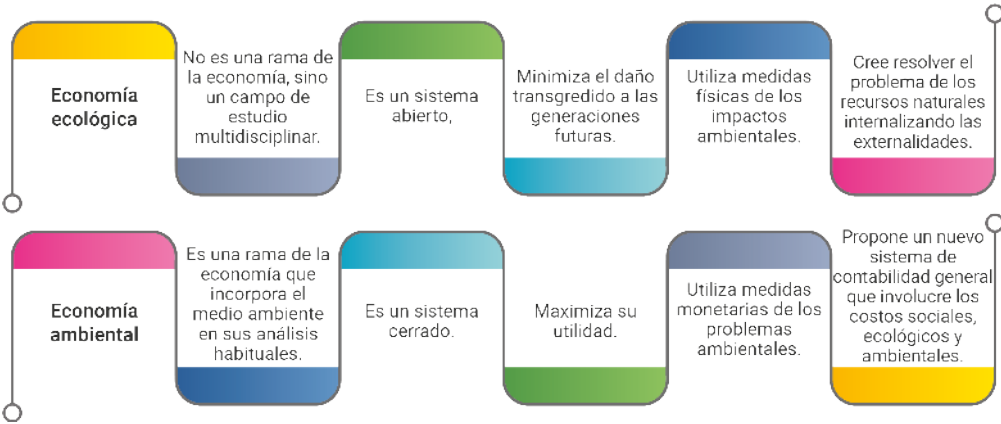 Economía
ecológica
No es una rama de
la economía, sino
un campo de
estudio
multidisciplinar.
Es un sistema
abierto,
Minimiza el daño
transgredido a las
generaciones
futuras.
Utiliza medidas
físicas de los
impactos
ambientales.
Cree resolver el
problema de los
recursos naturales
internalizando las
externalidades.
Economía
ambiental
Es una rama de la
economía que
incorpora el
medio ambiente
en sus análisis
habituales.
Es un sistema
cerrado.
Maximiza su
utilidad.
Utiliza medidas
monetarias de los
problemas
ambientales.
Propone un nuevo
sistema de
contabilidad general
que involucre los
costos sociales,
ecológicos y
ambientales.